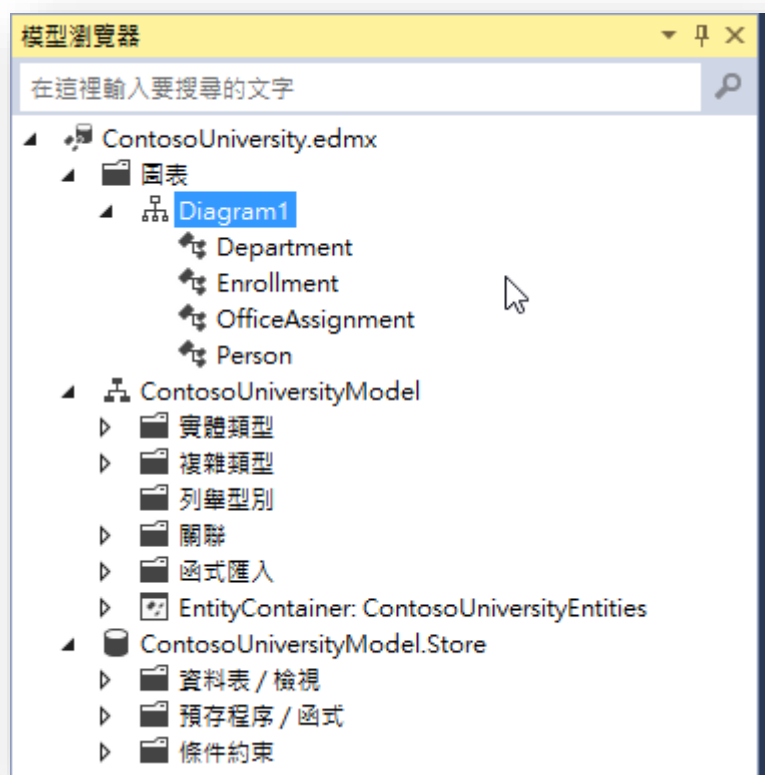 模型瀏覽器
在這裡輸入要搜尋的文字
ContosoUniversity.edmx
圖表
Diagram1
Department
Enrollment
OfficeAssignment
Person
ContosoUniversityModel
實體類型
複雜類型
列舉型別
關聯
函式匯入
EntityContainer: ContosoUniversityEntities
ContosoUniversityModel.Store
資料表 / 檢視
預存程序 / 函式
條件約束